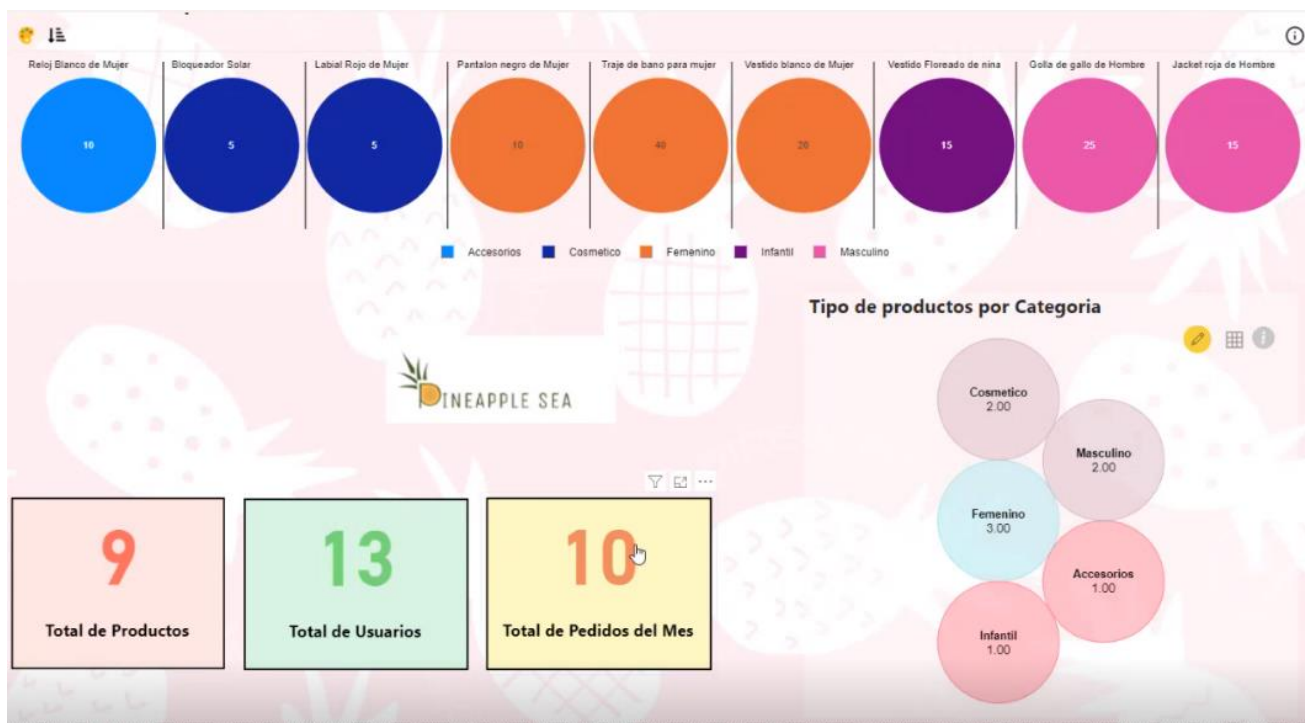 Reloj Blanco de Mujer
Bloqueador Solar
Labial Rojo de Mujer
Pantalon negro de Mujer
Traje de bano para mujer
Vestido blanco de Mujer
Vestido Floreado de nina
Golla de gallo de Hombre
Jacket roja de Hombre
10
5
5
10
40
20
15
25
15
Accesorios
Cosmetico
Femenino
Infantil
Masculino
Tipo de productos por Categoria
PINEAPPLE SEA
Cosmetico
2.00
Masculino
2.00
Femenino
3.00
Accesorios
1.00
Infantil
1.00
9
Total de Productos
13
Total de Usuarios
10
Total de Pedidos del Mes